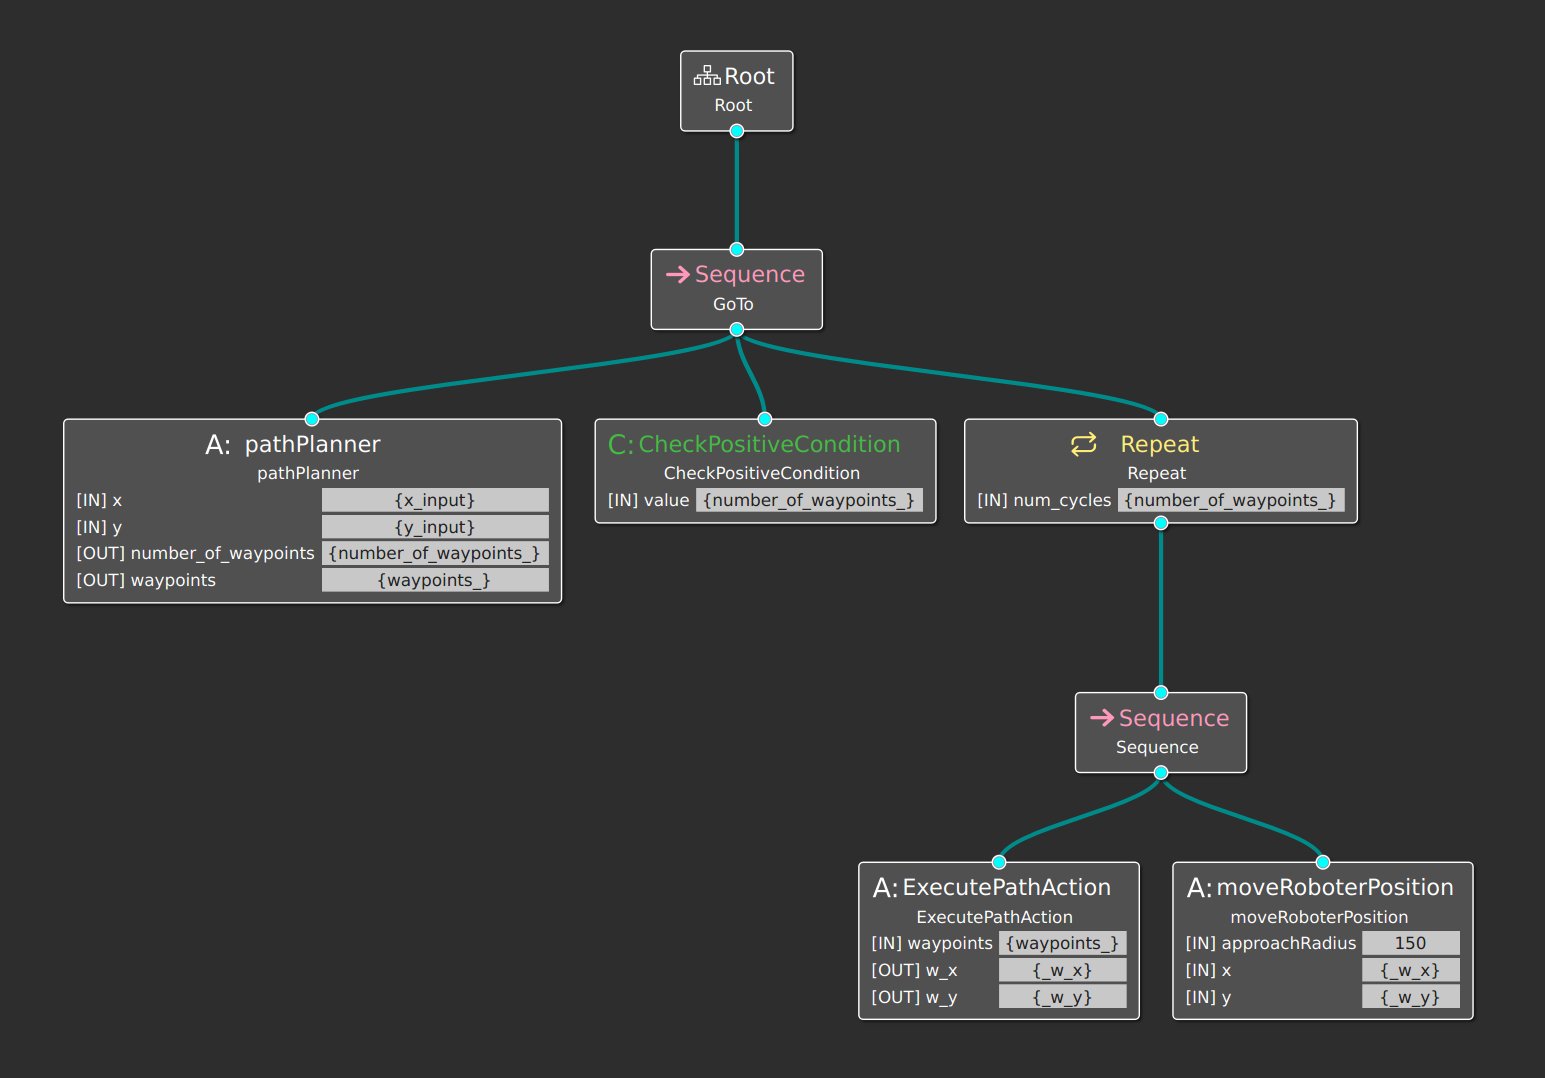 Root
Root
Sequence
GoTo
A: pathPlanner
pathPlanner
[IN] x {x_input}
[IN] y {y_input}
[OUT] number_of_waypoints {number_of_waypoints_}
[OUT] waypoints {waypoints_}
C: CheckPositiveCondition
CheckPositiveCondition
[IN] value {number_of_waypoints_}
Repeat
Repeat
[IN] num_cycles {number_of_waypoints_}
Sequence
Sequence
A: ExecutePathAction
ExecutePathAction
[IN] waypoints {waypoints_}
[OUT] w_x {_w_x}
[OUT] w_y {_w_y}
A: moveRoboterPosition
moveRoboterPosition
[IN] approachRadius 150
[IN] x {_w_x}
[IN] y {_w_y}